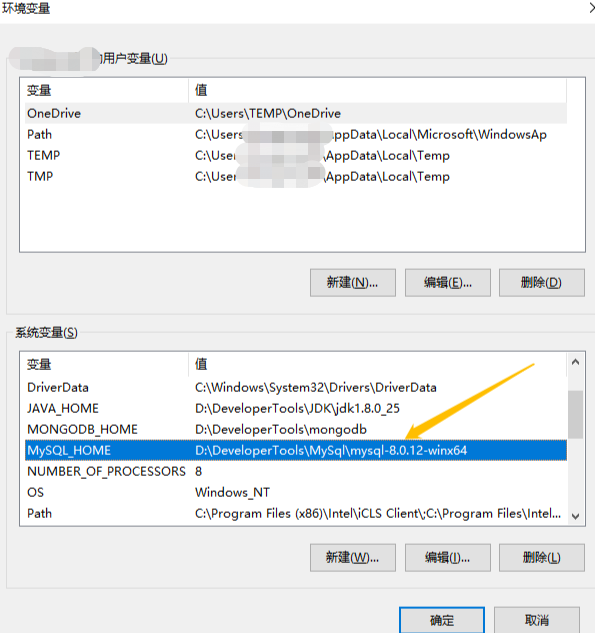 环境变量
的用户变量(U)
变量 值
OneDrive C:\Users\TEMP\OneDrive
Path C:\Users AppData\Local\Microsoft\WindowsAp
TEMP C:\User \AppData\Local\Temp
TMP C:\User \AppData\Local\Temp
新建(N)... 编辑(E)... 删除(D)
系统变量(S)
变量 值
DriverData C:\Windows\System32\Drivers\DriverData
JAVA_HOME D:\DeveloperTools\JDK\jdk1.8.0_25
MONGODB_HOME D:\DeveloperTools\mongodb
MySQL_HOME D:\DeveloperTools\MySql\mysql-8.0.12-winx64
NUMBER_OF_PROCESSORS 8
OS Windows_NT
Path C:\Program Files (x86)\Intel\iCLS Client\;C:\Program Files\Intel...
新建(W)... 编辑(I)... 删除(L)
确定 取消